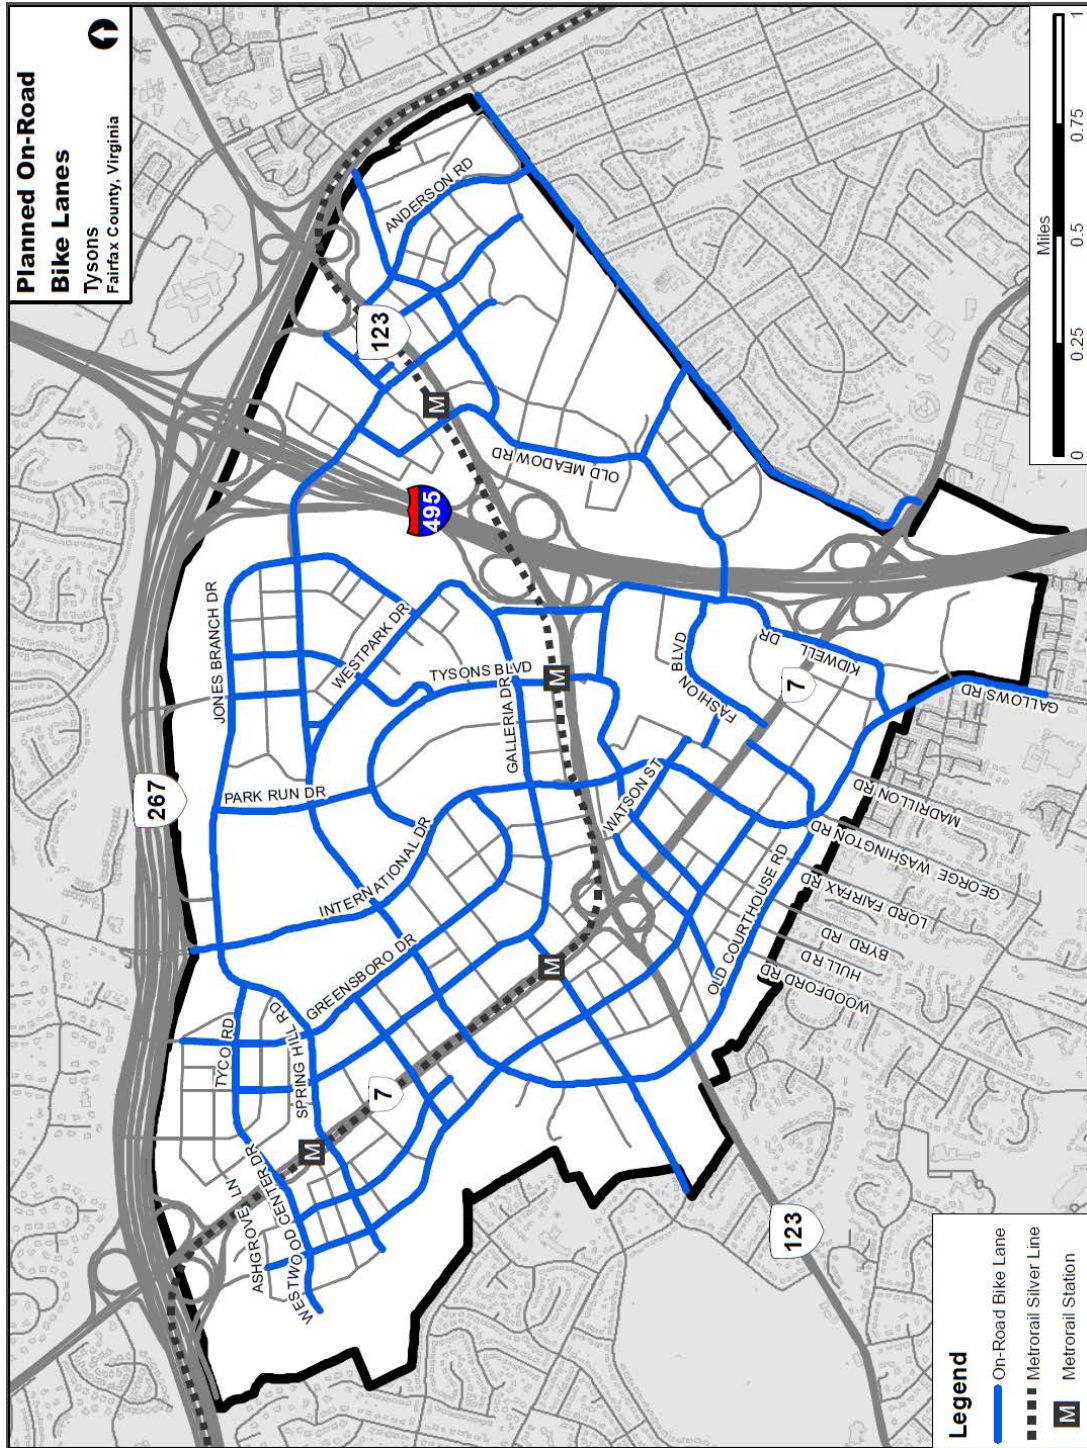 Planned On-Road
Bike Lanes
Tysons
Fairfax County, Virginia
267
123
495
7
7
123
ANDERSON RD
OLD MEADOW RD
JONES BRANCH DR
WESTPARK DR
TYSONS BLVD
GALLERIA DR
PARK RUN DR
INTERNATIONAL DR
GREENSBORO DR
SPRING HILL RD
TYCO RD
ASHGROVE LN
WESTWOOD CENTER DR
FASHION BLVD
KIDWELL DR
WATSON ST
OLD COURTHOUSE RD
GALLOWS RD
MADRILLON RD
GEORGE WASHINGTON RD
LORD FAIRFAX RD
BYRD RD
HULL RD
WOODFORD RD
M
M
M
M
Legend
On-Road Bike Lane
Metrorail Silver Line
M Metrorail Station
Miles
0 0.25 0.5 0.75 1